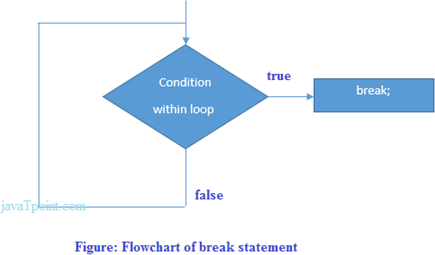 Condition
within loop
true
break;
false
javaTpoint.com
Figure: Flowchart of break statement